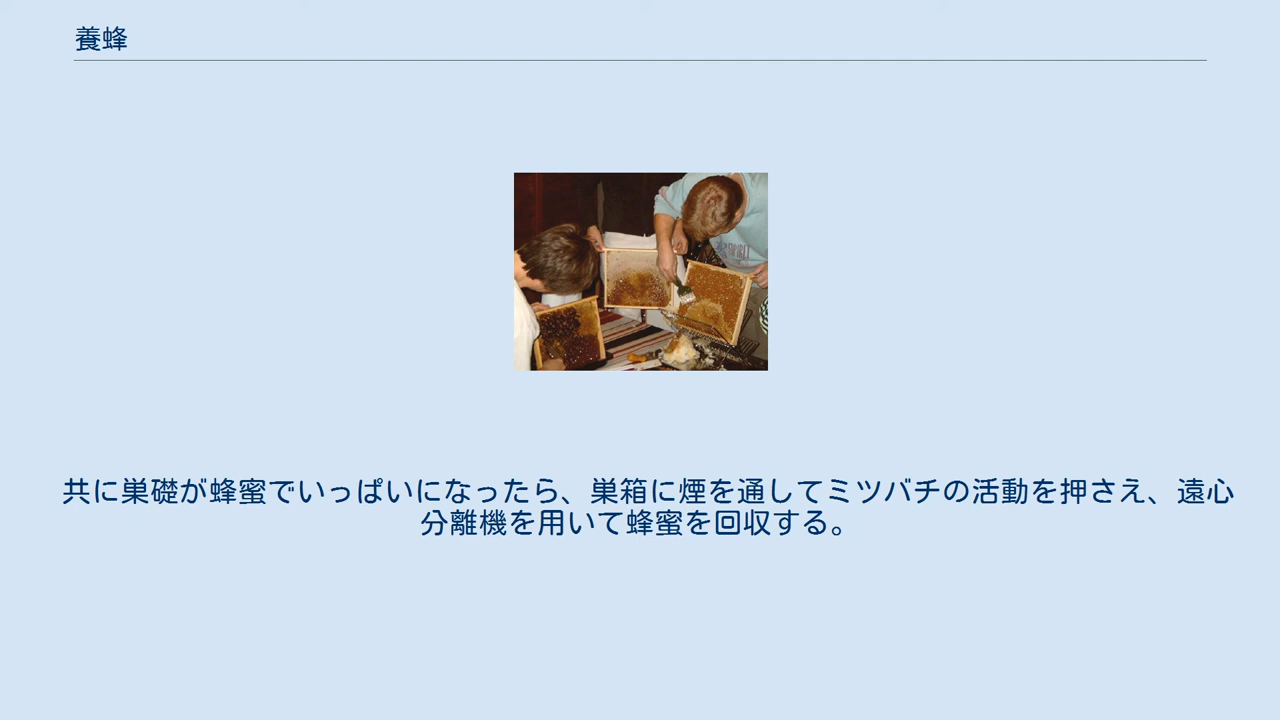 養蜂
共に巣礎が蜂蜜でいっぱいになったら、巣箱に煙を通してミツバチの活動を押さえ、遠心
分離機を用いて蜂蜜を回収する。